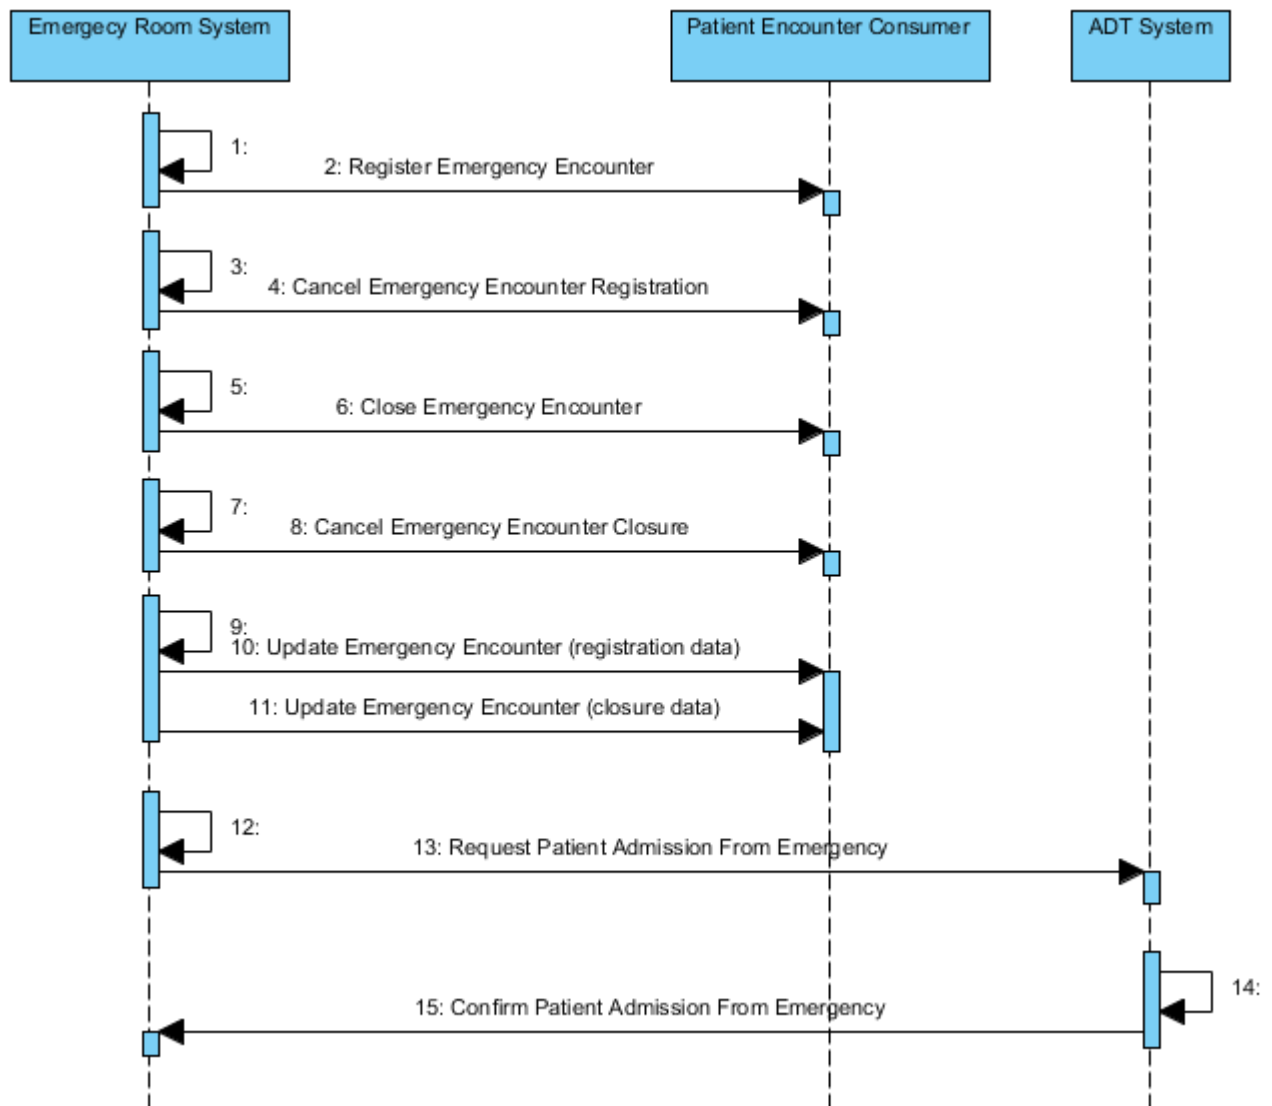 Emergecy Room System
Patient Encounter Consumer
ADT System
1:
2: Register Emergency Encounter
3:
4: Cancel Emergency Encounter Registration
5:
6: Close Emergency Encounter
7:
8: Cancel Emergency Encounter Closure
9:
10: Update Emergency Encounter (registration data)
11: Update Emergency Encounter (closure data)
12:
13: Request Patient Admission From Emergency
14:
15: Confirm Patient Admission From Emergency